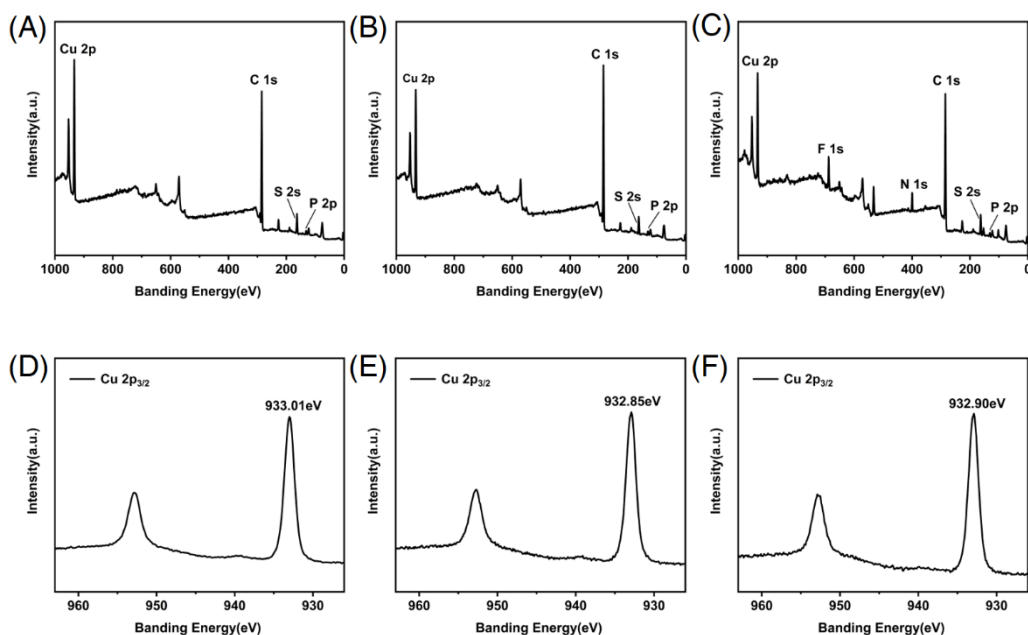 (A)
Cu 2p
C 1s
S 2s
P 2p
Intensity(a.u.)
1000 800 600 400 200 0
Banding Energy(eV)
(B)
Cu 2p
C 1s
S 2s
P 2p
Intensity(a.u.)
1000 800 600 400 200 0
Banding Energy(eV)
(C)
Cu 2p
C 1s
F 1s
N 1s
S 2s
P 2p
Intensity(a.u.)
1000 800 600 400 200 0
Banding Energy(eV)
(D)
Cu 2p3/2
933.01eV
Intensity(a.u.)
960 950 940 930
Banding Energy(eV)
(E)
Cu 2p3/2
932.85eV
Intensity(a.u.)
960 950 940 930
Banding Energy(eV)
(F)
Cu 2p3/2
932.90eV
Intensity(a.u.)
960 950 940 930
Banding Energy(eV)